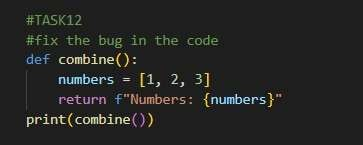 #TASK12
#fix the bug in the code
def combine():
    numbers = [1, 2, 3]
    return f"Numbers: {numbers}"
print(combine())